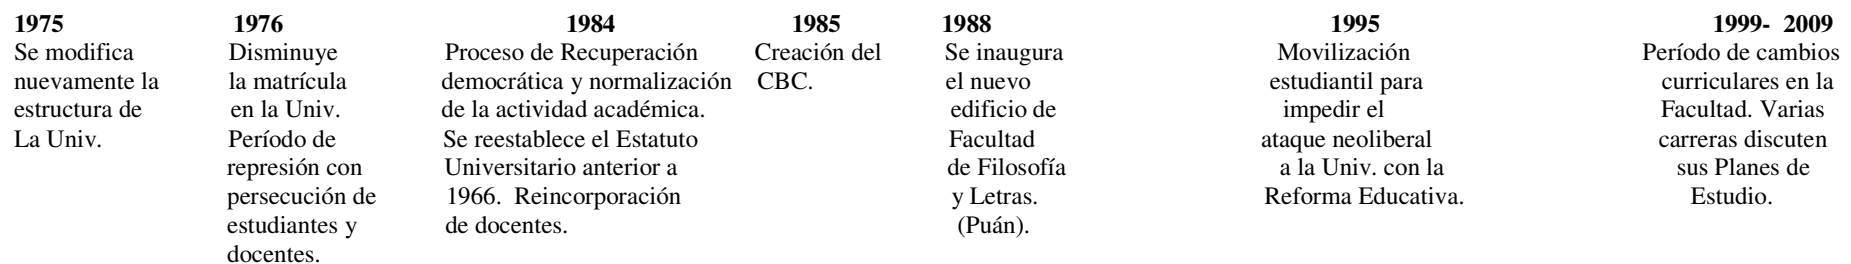 1975
Se modifica
nuevamente la
estructura de
La Univ.
1976
Disminuye
la matrícula
en la Univ.
Período de
represión con
persecución de
estudiantes y
docentes.
1984
Proceso de Recuperación
democrática y normalización
de la actividad académica.
Se reestablece el Estatuto
Universitario anterior a
1966. Reincorporación
de docentes.
1985
Creación del
CBC.
1988
Se inaugura
el nuevo
edificio de
Facultad
de Filosofía
y Letras.
(Puán).
1995
Movilización
estudiantil para
impedir el
ataque neoliberal
a la Univ. con la
Reforma Educativa.
1999- 2009
Período de cambios
curriculares en la
Facultad. Varias
carreras discuten
sus Planes de
Estudio.